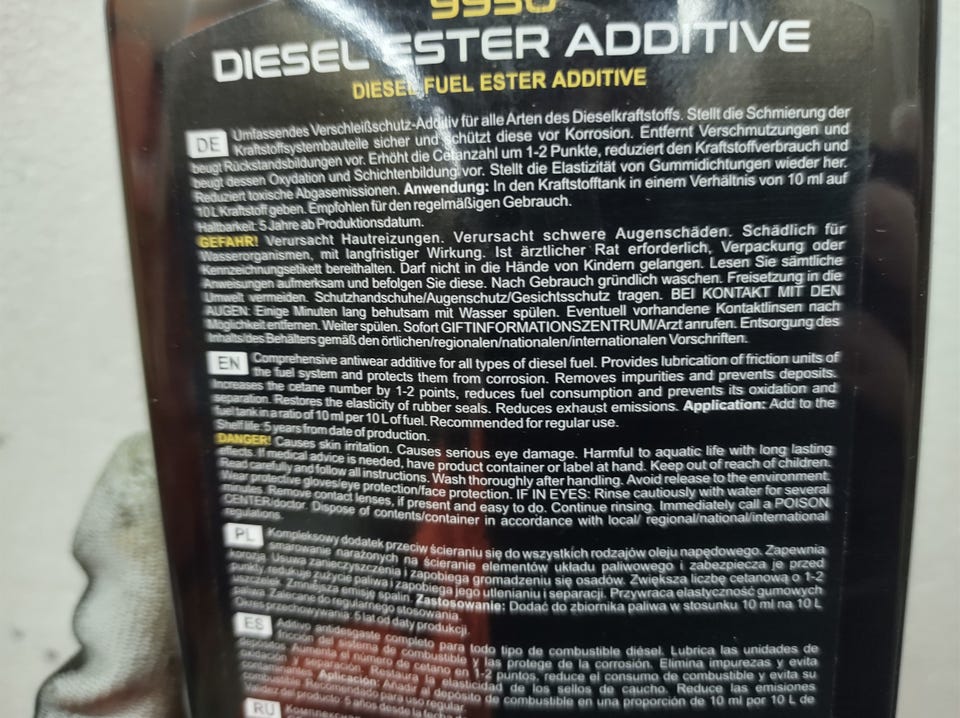 9950
DIESEL ESTER ADDITIVE
DIESEL FUEL ESTER ADDITIVE
DE Umfassendes Verschleißschutz-Additiv für alle Arten des Dieselkraftstoffs. Stellt die Schmierung der
Kraftstoffsystembauteile sicher und schützt diese vor Korrosion. Entfernt Verschmutzungen und
beugt Rückstandsbildungen vor. Erhöht die Cetanzahl um 1-2 Punkte, reduziert den Kraftstoffverbrauch und
beugt dessen Oxydation und Schichtenbildung vor. Stellt die Elastizität von Gummidichtungen wieder her.
Reduziert toxische Abgasemissionen. Anwendung: In den Kraftstofftank in einem Verhältnis von 10 ml auf
10 L Kraftstoff geben. Empfohlen für den regelmäßigen Gebrauch.
Haltbarkeit: 5 Jahre ab Produktionsdatum.
GEFAHR! Verursacht Hautreizungen. Verursacht schwere Augenschäden. Schädlich für
Wasserorganismen, mit langfristiger Wirkung. Ist ärztlicher Rat erforderlich, Verpackung oder
Kennzeichnungsetikett bereithalten. Darf nicht in die Hände von Kindern gelangen. Lesen Sie sämtliche
Anweisungen aufmerksam und befolgen Sie diese. Nach Gebrauch gründlich waschen. Freisetzung in die
Umwelt vermeiden. Schutzhandschuhe/Augenschutz/Gesichtsschutz tragen. BEI KONTAKT MIT DEN
AUGEN: Einige Minuten lang behutsam mit Wasser spülen. Eventuell vorhandene Kontaktlinsen nach
Möglichkeit entfernen. Weiter spülen. Sofort GIFTINFORMATIONSZENTRUM/Arzt anrufen. Entsorgung des
Inhalts/des Behälters gemäß den örtlichen/regionalen/nationalen/internationalen Vorschriften.
EN Comprehensive antiwear additive for all types of diesel fuel. Provides lubrication of friction units of
the fuel system and protects them from corrosion. Removes impurities and prevents deposits.
Increases the cetane number by 1-2 points, reduces fuel consumption and prevents its oxidation and
separation. Restores the elasticity of rubber seals. Reduces exhaust emissions. Application: Add to the
fuel tank in a ratio of 10 ml per 10 L of fuel. Recommended for regular use.
Shelf life: 5 years from date of production.
DANGER! Causes skin irritation. Causes serious eye damage. Harmful to aquatic life with long lasting
effects. If medical advice is needed, have product container or label at hand. Keep out of reach of children.
Read carefully and follow all instructions. Wash thoroughly after handling. Avoid release to the environment.
Wear protective gloves/eye protection/face protection. IF IN EYES: Rinse cautiously with water for several
minutes. Remove contact lenses, if present and easy to do. Continue rinsing. Immediately call a POISON
CENTER/doctor. Dispose of contents/container in accordance with local/ regional/national/international
regulations.
PL Kompleksowy dodatek przeciw ścieraniu się do wszystkich rodzajów oleju napędowego. Zapewnia
smarowanie narażonych na ścieranie elementów układu paliwowego i zabezpiecza je przed
korozją. Usuwa zanieczyszczenia i zapobiega gromadzeniu się osadów. Zwiększa liczbę cetanową o 1-2
punkty, redukuje zużycie paliwa i zapobiega jego utlenianiu i separacji. Przywraca elastyczność gumowych
uszczelek. Zmniejsza emisję spalin. Zastosowanie: Dodać do zbiornika paliwa w stosunku 10 ml na 10 L
paliwa. Zalecane do regularnego stosowania.
Okres przechowywania: 5 lat od daty produkcji.
ES Aditivo antidesgaste completo para todo tipo de combustible diésel. Lubrica las unidades de
fricción del sistema de combustible y las protege de la corrosión. Elimina impurezas y evita
depósitos. Aumenta el número de cetano en 1-2 puntos, reduce el consumo de combustible y evita su
oxidación y separación. Restaura la elasticidad de los sellos de caucho. Reduce las emisiones
contaminantes. Aplicación: Añadir al depósito de combustible en una proporción de 10 ml por 10 L de
combustible. Recomendado para uso regular.
Validez del producto: 5 años desde la fecha de
RU